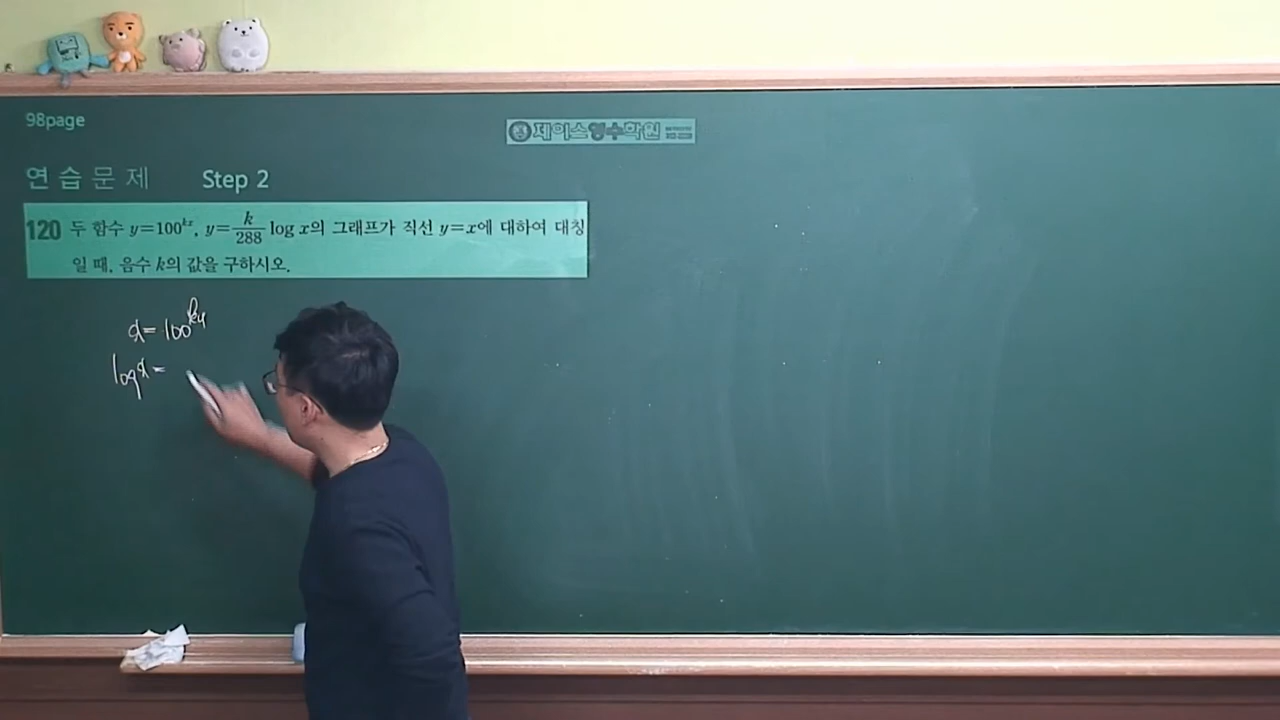 98page
제이스영수학원
연습문제 Step 2
120 두 함수 y=100^{kx}, y=\frac{k}{288} log x의 그래프가 직선 y=x에 대하여 대칭
일 때, 음수 k의 값을 구하시오.
x=100^{ky}
log x=